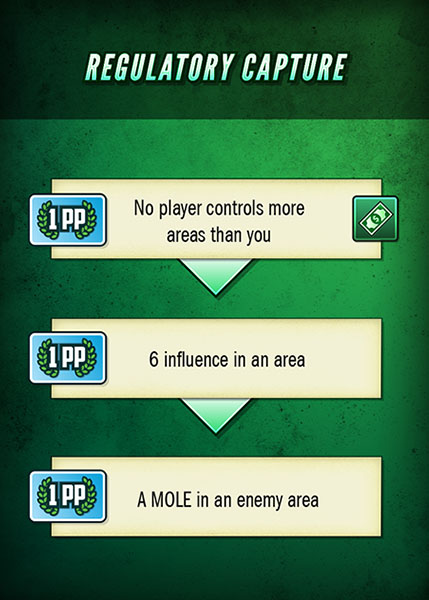 REGULATORY CAPTURE
1 PP
No player controls more
areas than you
$
1 PP
6 influence in an area
1 PP
A MOLE in an enemy area